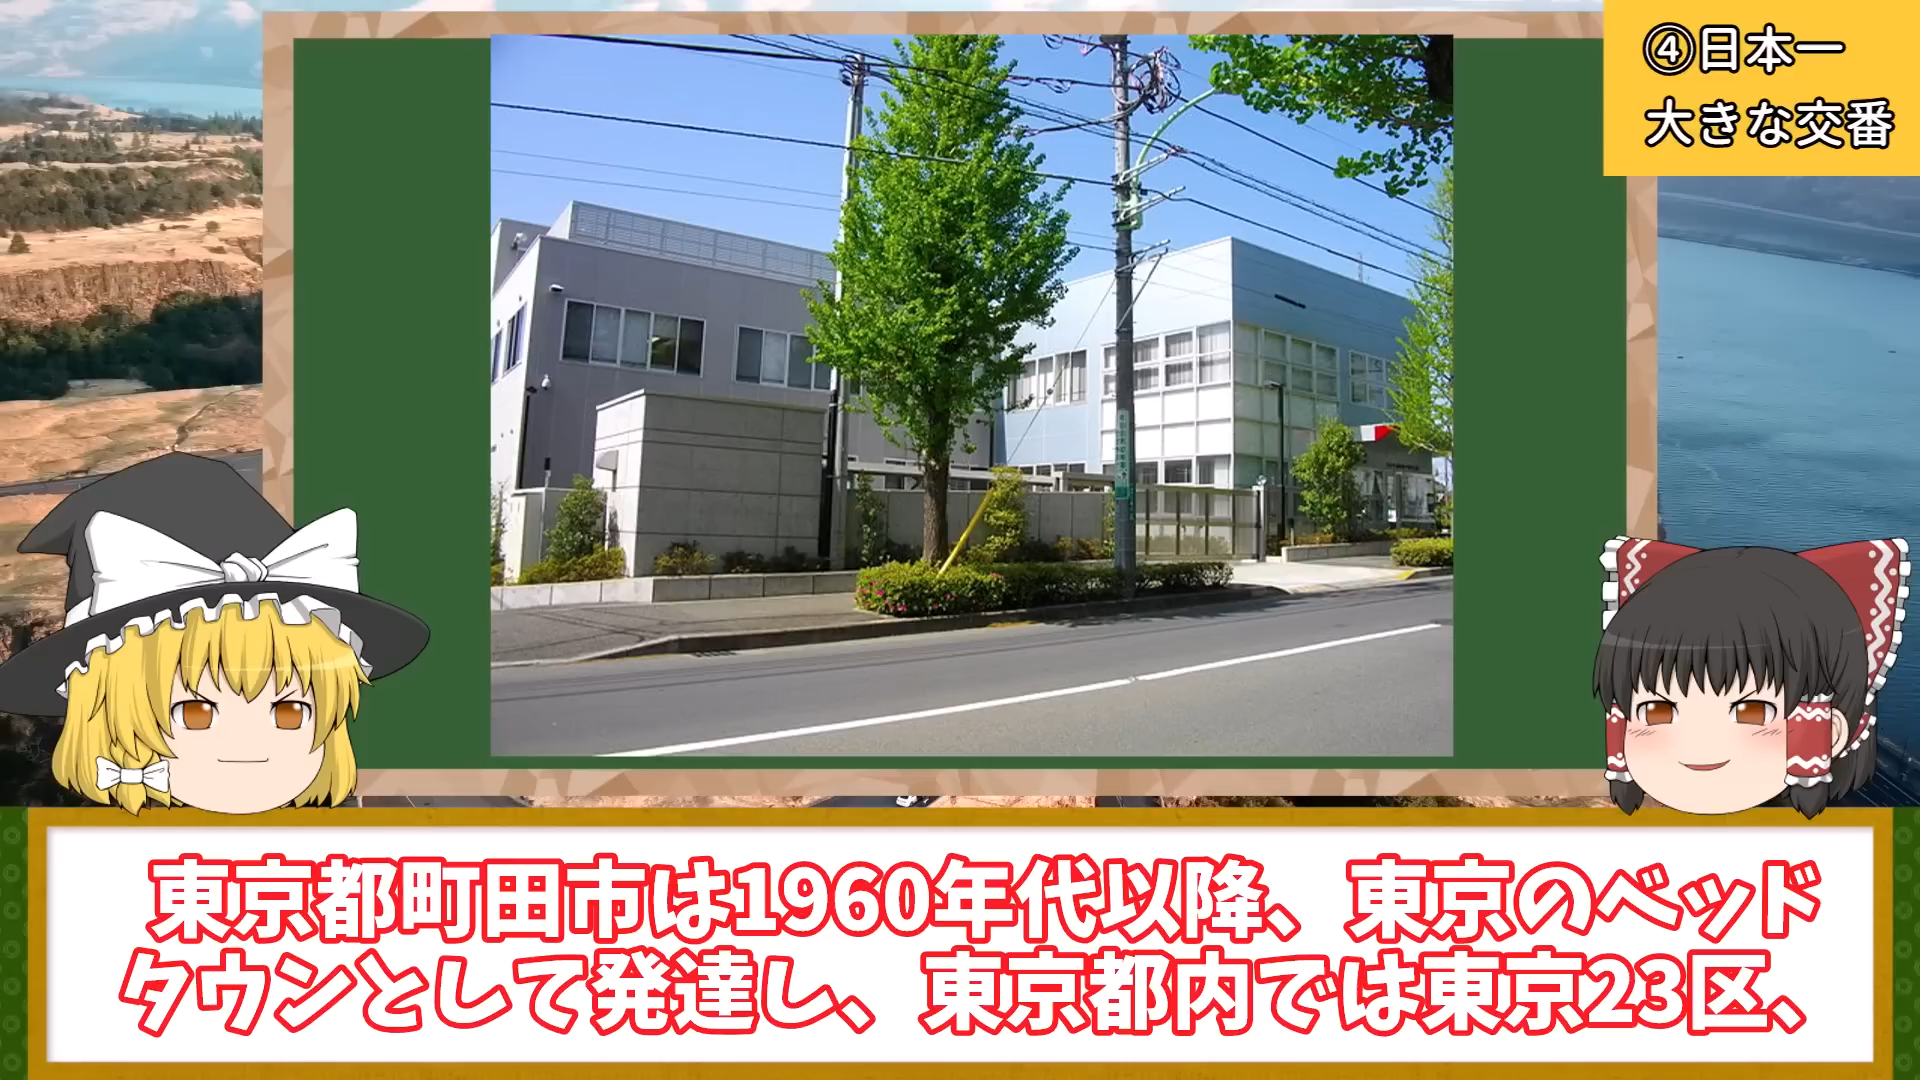 ④日本一
大きな交番
東京都町田市は1960年代以降、東京のベッド
タウンとして発達し、東京都内では東京23区、